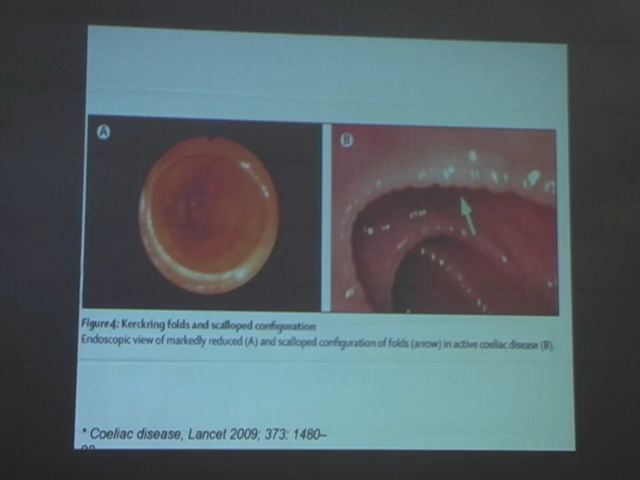 A
B
Figure 4: Kerckring folds and scalloped configuration
Endoscopic view of markedly reduced (A) and scalloped configuration of folds (arrow) in active coeliac disease (B).
* Coeliac disease, Lancet 2009; 373: 1480–